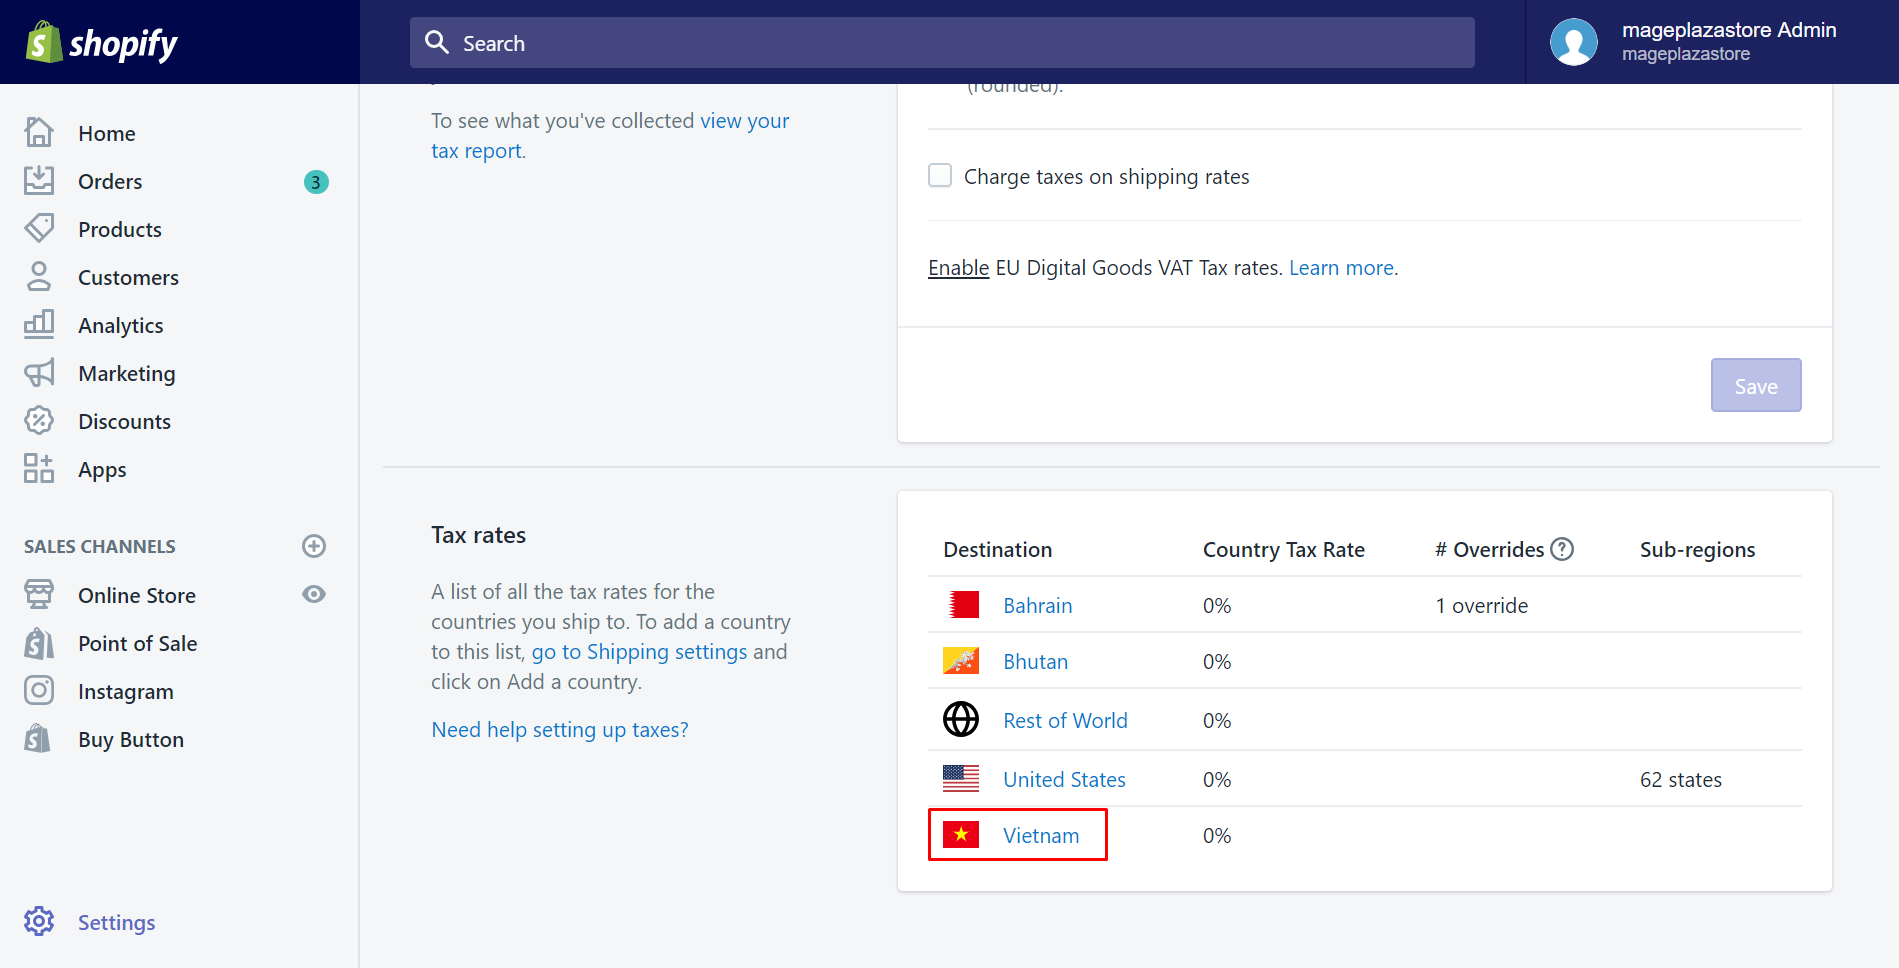 shopify
Search
mageplazastore Admin
mageplazastore
Home
Orders
3
Products
Customers
Analytics
Marketing
Discounts
Apps
SALES CHANNELS
Online Store
Point of Sale
Instagram
Buy Button
Settings
To see what you've collected view your
tax report.
(rounded).
Charge taxes on shipping rates
Enable EU Digital Goods VAT Tax rates. Learn more.
Save
Tax rates
A list of all the tax rates for the
countries you ship to. To add a country
to this list, go to Shipping settings and
click on Add a country.
Need help setting up taxes?
Destination Country Tax Rate # Overrides ? Sub-regions
Bahrain 0% 1 override
Bhutan 0%
Rest of World 0%
United States 0% 62 states
Vietnam 0%